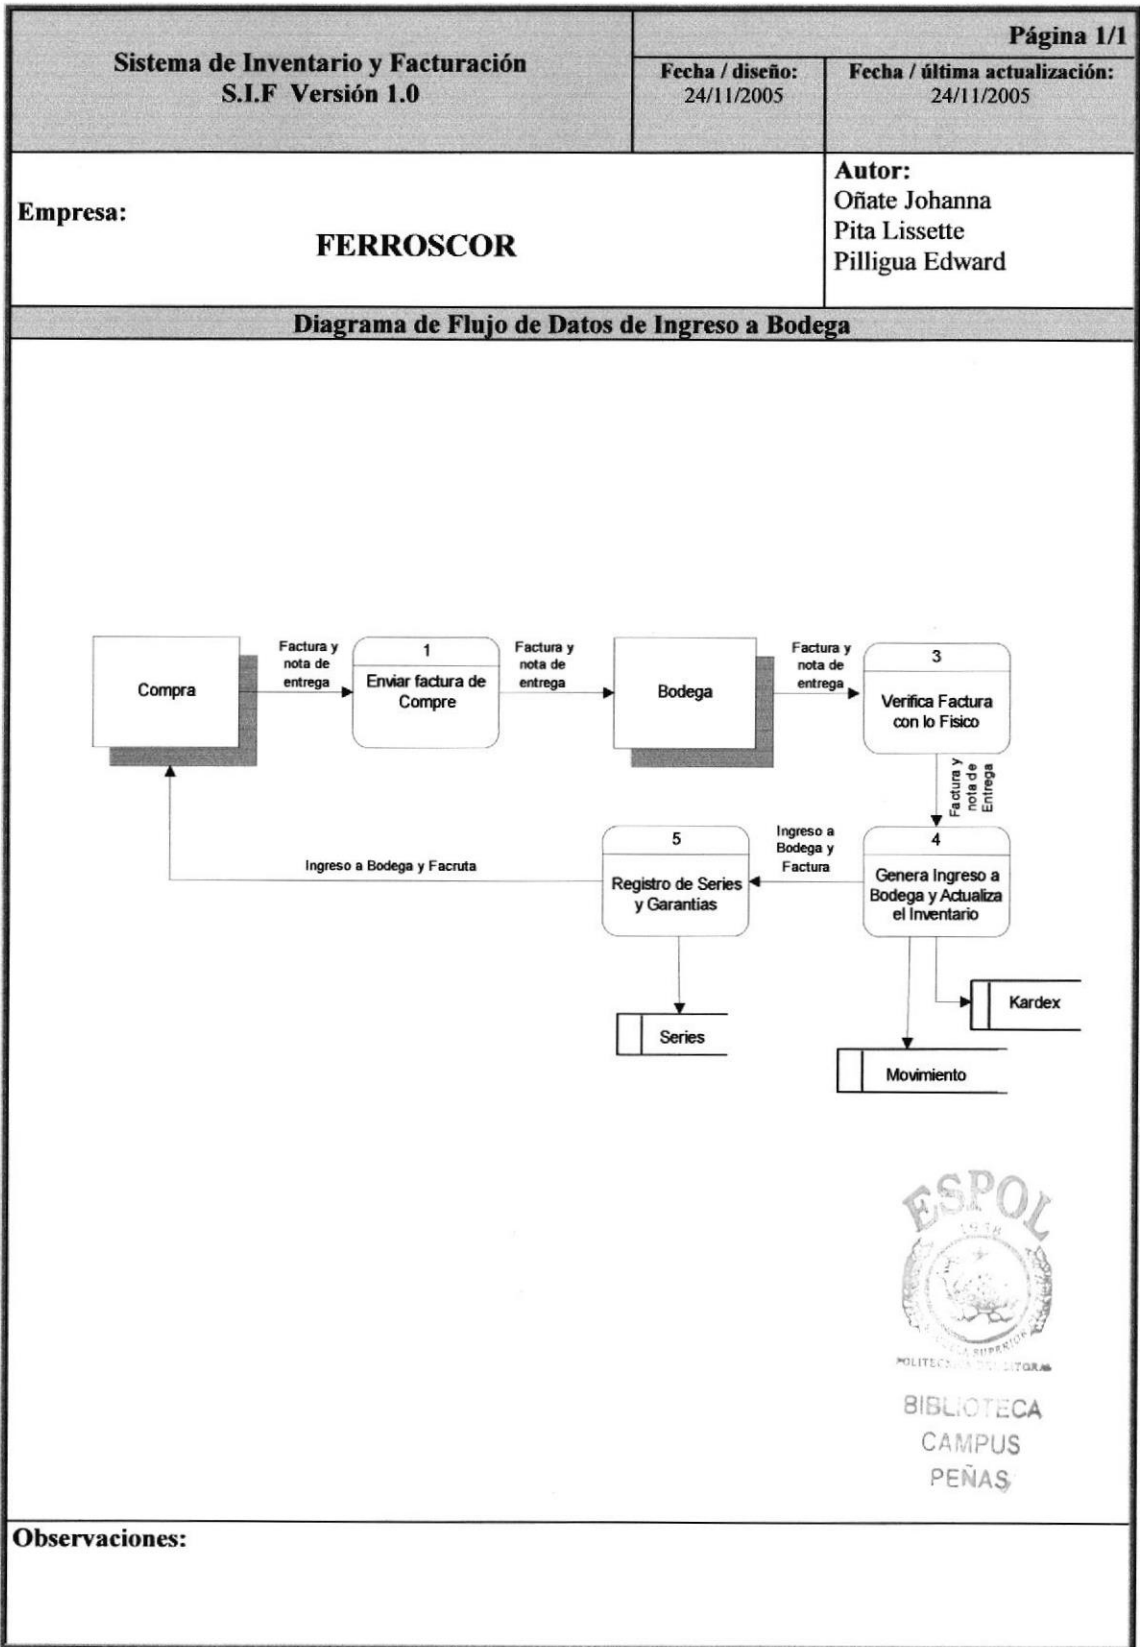 Sistema de Inventario y Facturación
S.I.F Versión 1.0
Página 1/1
Fecha / diseño:
24/11/2005
Fecha / última actualización:
24/11/2005
Empresa:
FERROSCOR
Autor:
Oñate Johanna
Pita Lissette
Pilligua Edward
Diagrama de Flujo de Datos de Ingreso a Bodega
Compra
Factura y
nota de
entrega
1
Enviar factura de
Compre
Factura y
nota de
entrega
Bodega
Factura y
nota de
entrega
3
Verifica Factura
con lo Fisico
Factura y
nota de
Entrega
4
Genera Ingreso a
Bodega y Actualiza
el Inventario
Ingreso a
Bodega y
Factura
5
Registro de Series
y Garantias
Ingreso a Bodega y Facruta
Series
Kardex
Movimiento
ESPOL
1958
SUPERIOR
BIBLIOTECA
CAMPUS
PEÑAS
Observaciones: